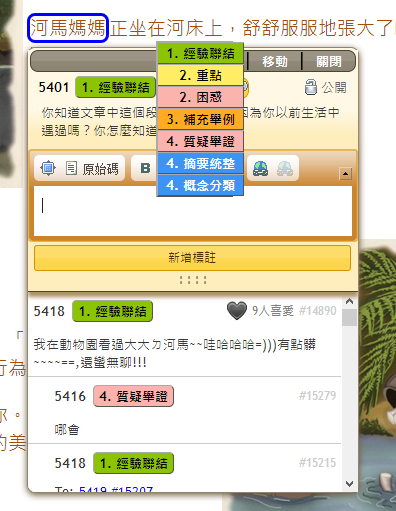 河馬媽媽 正坐在河床上，舒舒服服地張大了
移動 關閉
5401 1. 經驗聯結 公開
1. 經驗聯結
2. 重點
2. 困惑
3. 補充舉例
4. 質疑舉證
4. 摘要統整
4. 概念分類
你知道文章中這個段 個為你以前生活中
遇過嗎？你怎麼知道
原始碼 B
新增標註
5418 1. 經驗聯結 9人喜愛 #14890
我在動物園看過大大ㄉ河馬~~哇哈哈哈=)))有點髒
~~~~==,還蠻無聊!!!
「
行為
5416 4. 質疑舉證 #15279
哪會
你。
的美
5418 1. 經驗聯結 #15215
To: 5419 #15207